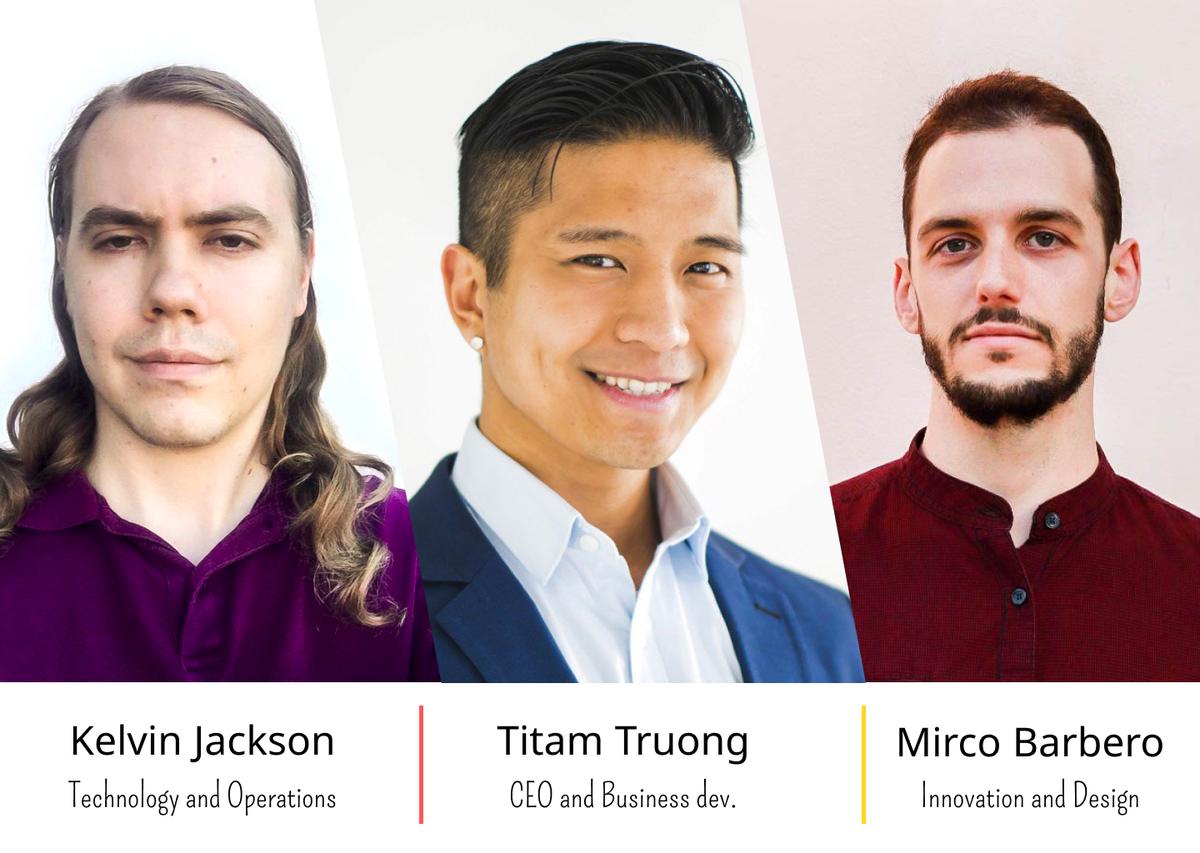 Kelvin Jackson
Technology and Operations
Titam Truong
CEO and Business dev.
Mirco Barbero
Innovation and Design